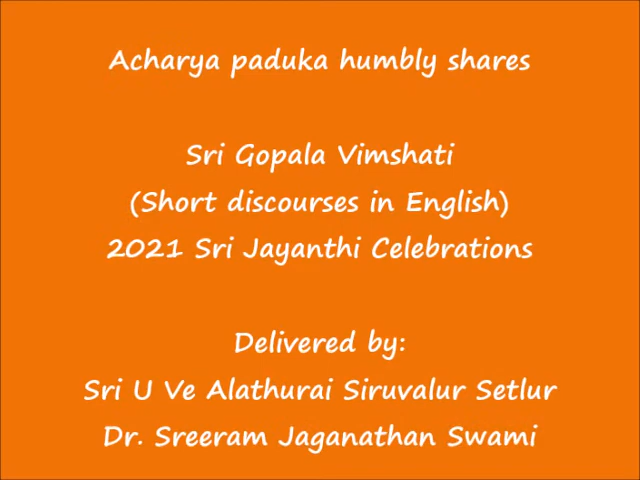 Acharya paduka humbly shares
Sri Gopala Vimshati
(Short discourses in English)
2021 Sri Jayanthi Celebrations
Delivered by:
Sri U Ve Alathurai Siruvalur Setlur
Dr. Sreeram Jaganathan Swami